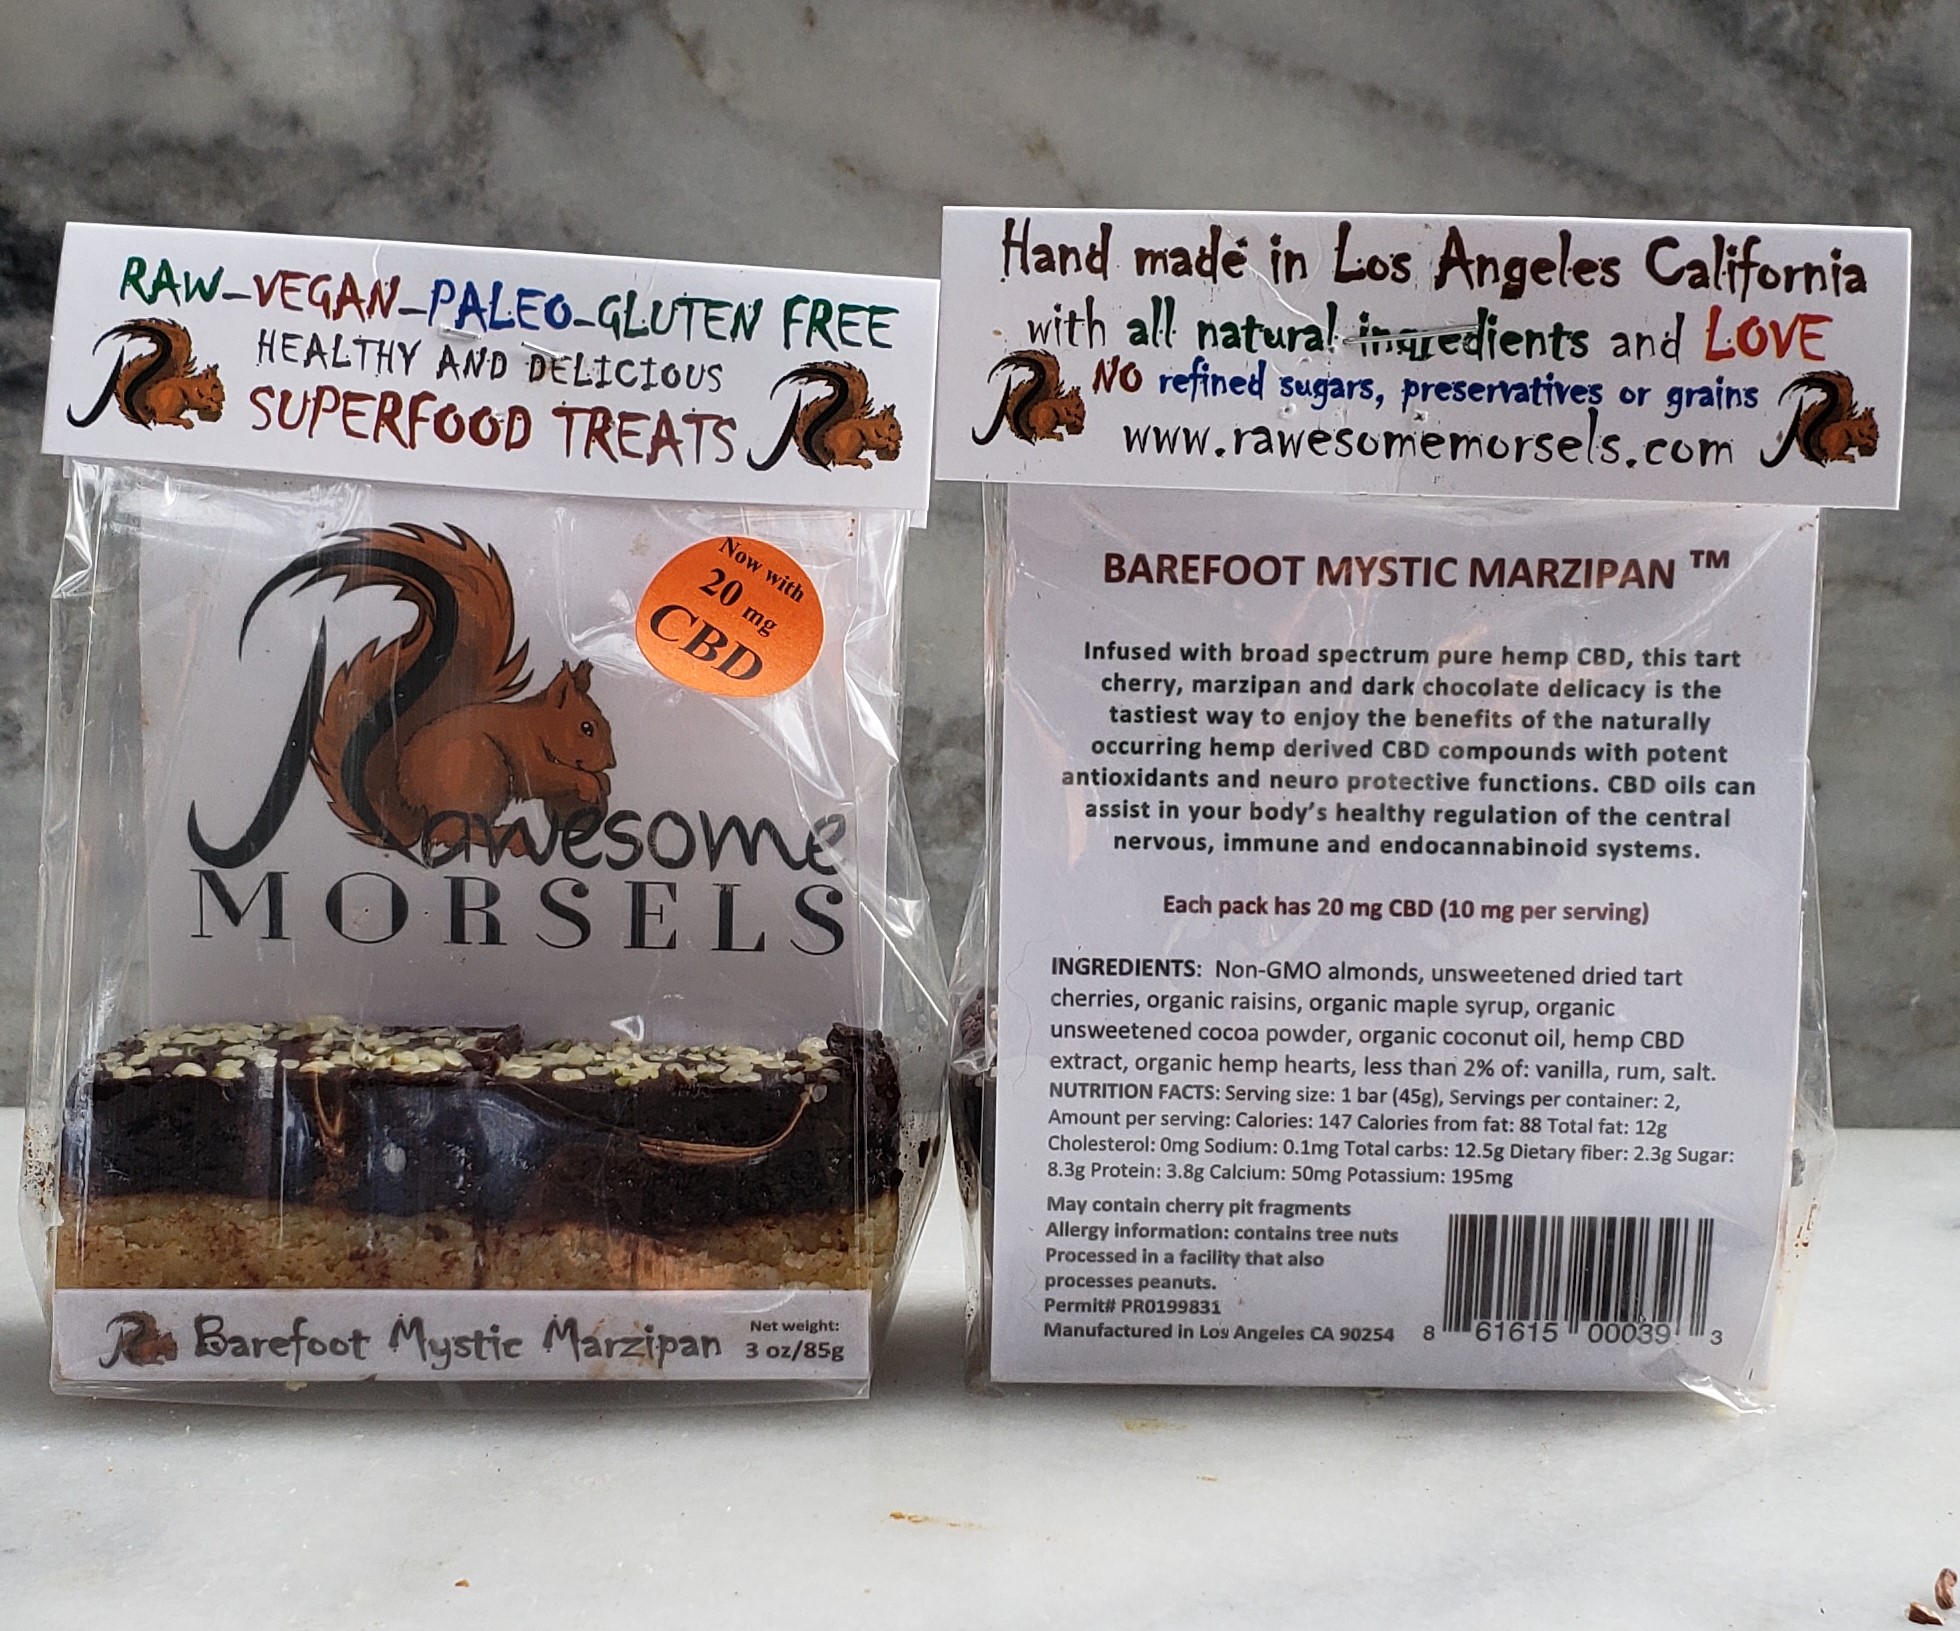 RAW-VEGAN-PALEO-GLUTEN FREE
HEALTHY AND DELICIOUS
SUPERFOOD TREATS
Now with
20 mg
CBD
Rawesome
MORSELS
Barefoot Mystic Marzipan
Net weight:
3 oz/85g
Hand made in Los Angeles California
with all natural ingredients and LOVE
NO refined sugars, preservatives or grains
www.rawesomemorsels.com
BAREFOOT MYSTIC MARZIPAN ™
Infused with broad spectrum pure hemp CBD, this tart
cherry, marzipan and dark chocolate delicacy is the
tastiest way to enjoy the benefits of the naturally
occurring hemp derived CBD compounds with potent
antioxidants and neuro protective functions. CBD oils can
assist in your body's healthy regulation of the central
nervous, immune and endocannabinoid systems.
Each pack has 20 mg CBD (10 mg per serving)
INGREDIENTS: Non-GMO almonds, unsweetened dried tart
cherries, organic raisins, organic maple syrup, organic
unsweetened cocoa powder, organic coconut oil, hemp CBD
extract, organic hemp hearts, less than 2% of: vanilla, rum, salt.
NUTRITION FACTS: Serving size: 1 bar (45g), Servings per container: 2,
Amount per serving: Calories: 147 Calories from fat: 88 Total fat: 12g
Cholesterol: 0mg Sodium: 0.1mg Total carbs: 12.5g Dietary fiber: 2.3g Sugar:
8.3g Protein: 3.8g Calcium: 50mg Potassium: 195mg
May contain cherry pit fragments
Allergy information: contains tree nuts
Processed in a facility that also
processes peanuts.
Permit# PR0199831
Manufactured in Los Angeles CA 90254
8 61615 00039 3